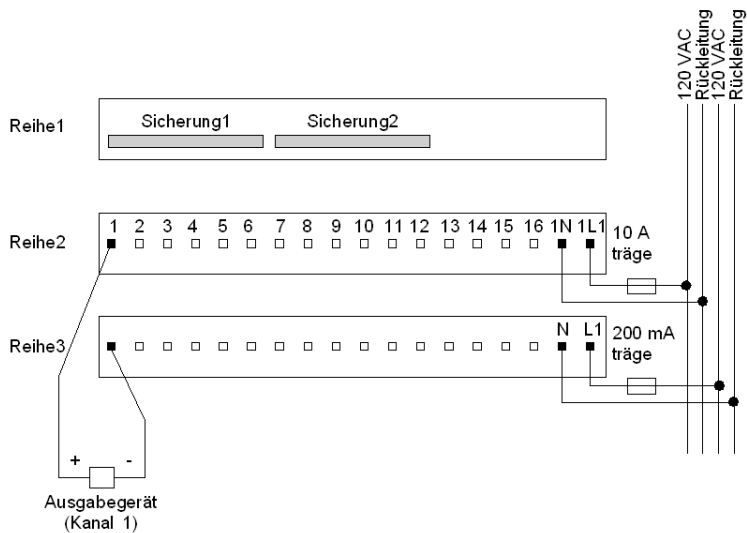 120 VAC
Rückleitung
120 VAC
Rückleitung
Reihe1
Sicherung1 Sicherung2
Reihe2
1 2 3 4 5 6 7 8 9 10 11 12 13 14 15 16 1N 1L1
10 A
träge
Reihe3
N L1
200 mA
träge
+ -
Ausgabegerät
(Kanal 1)